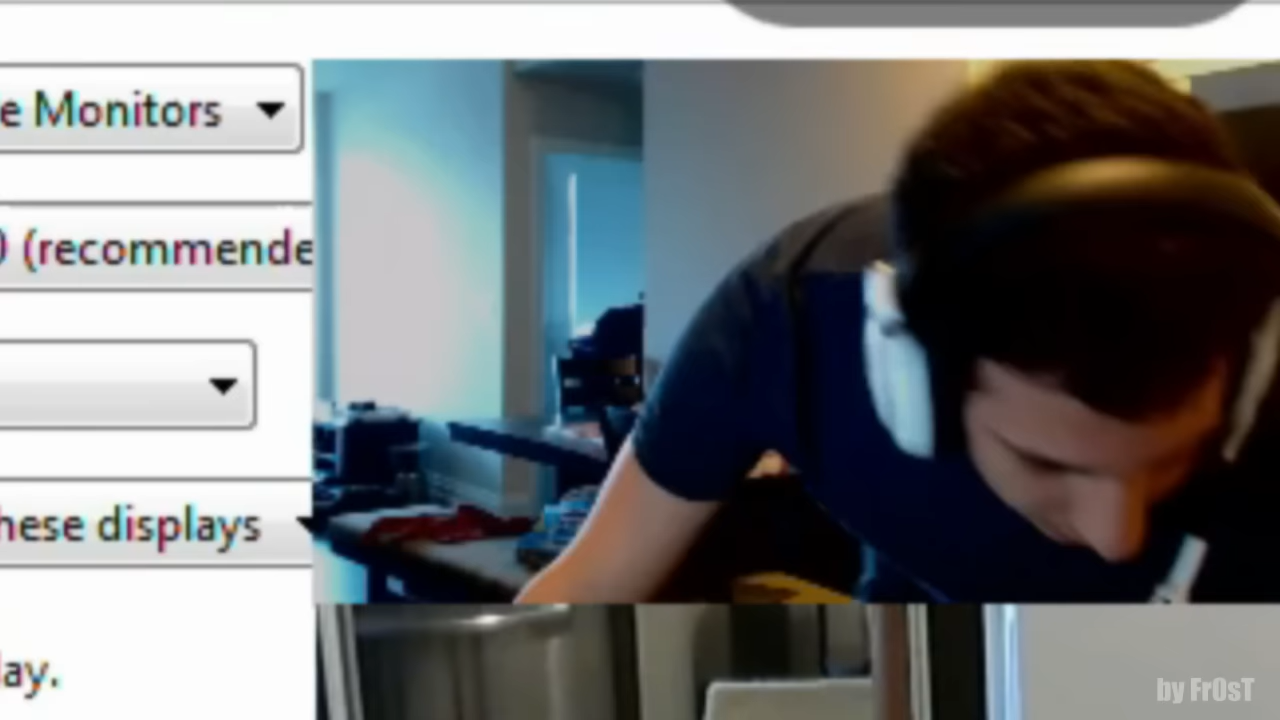 e Monitors
) (recommende
hese displays
lay.
by Fr0sT